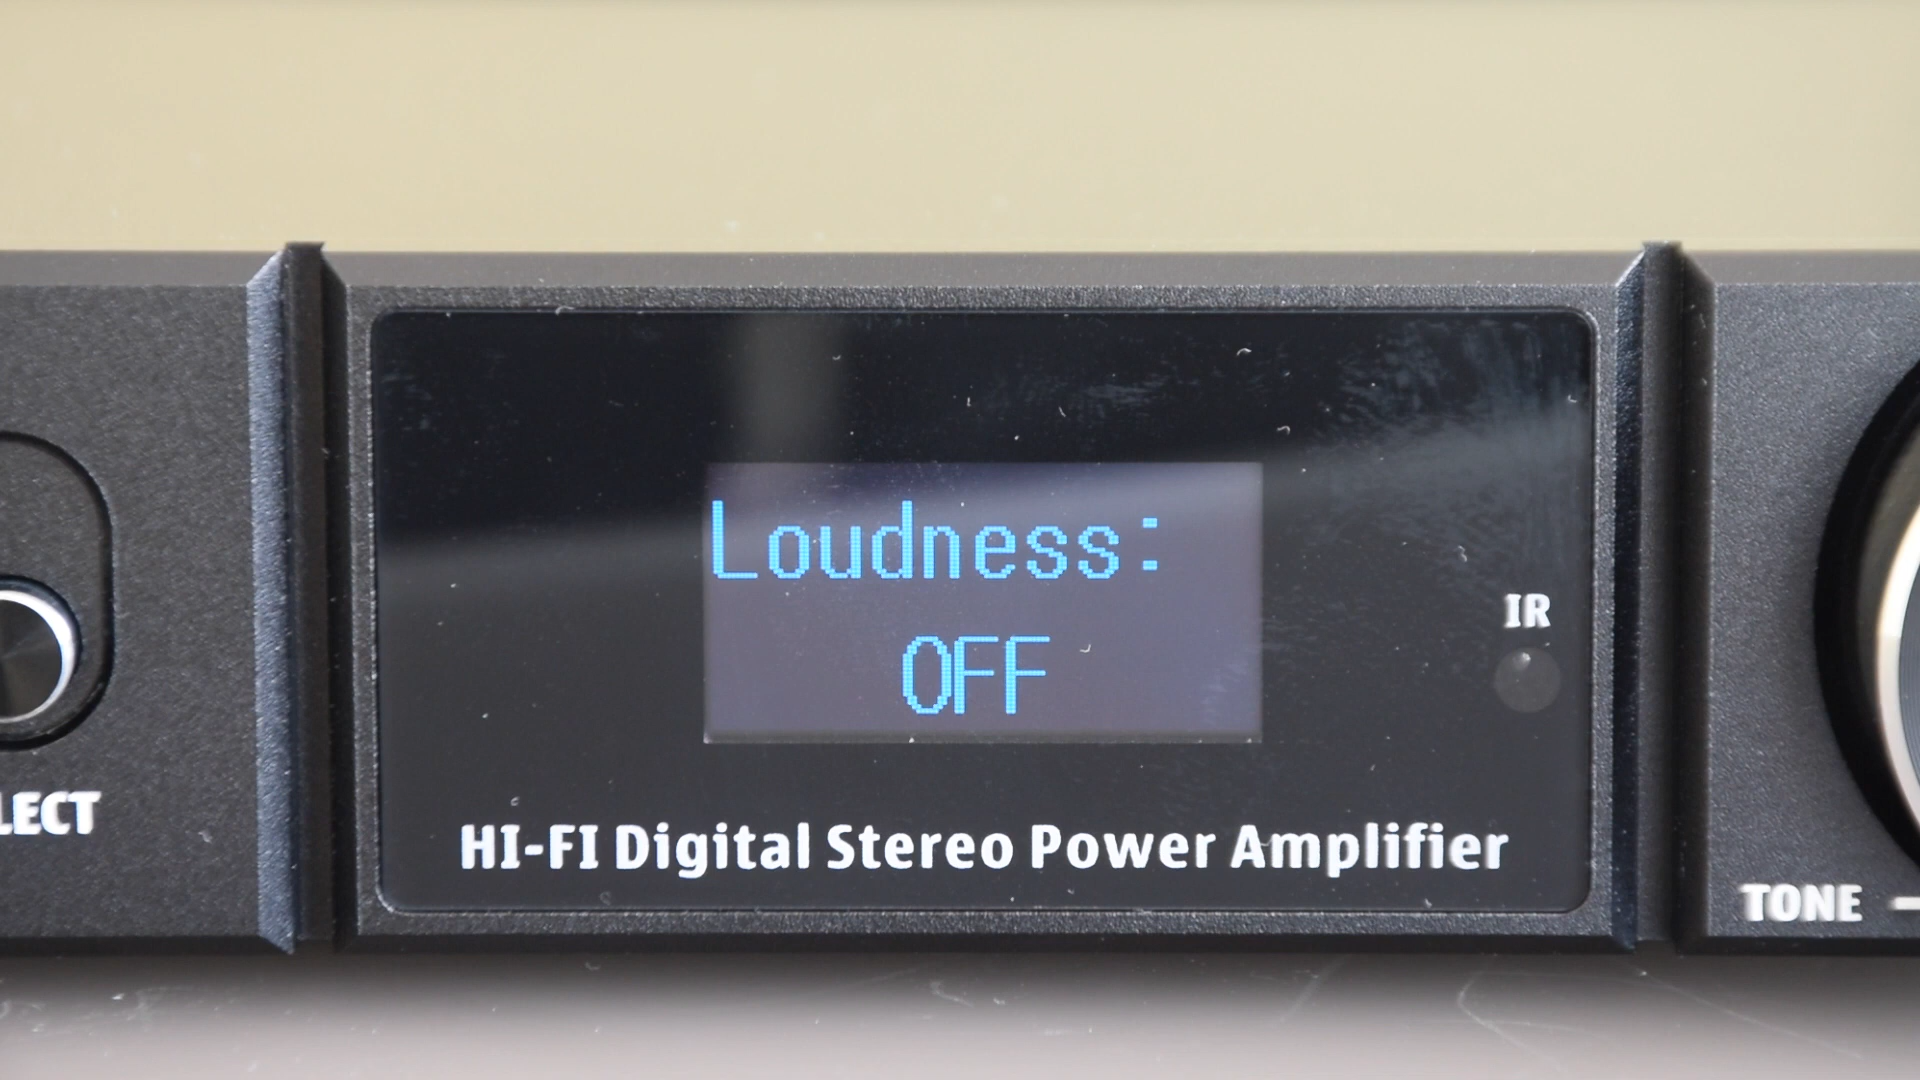 Loudness:
OFF
IR
LECT
HI-FI Digital Stereo Power Amplifier
TONE